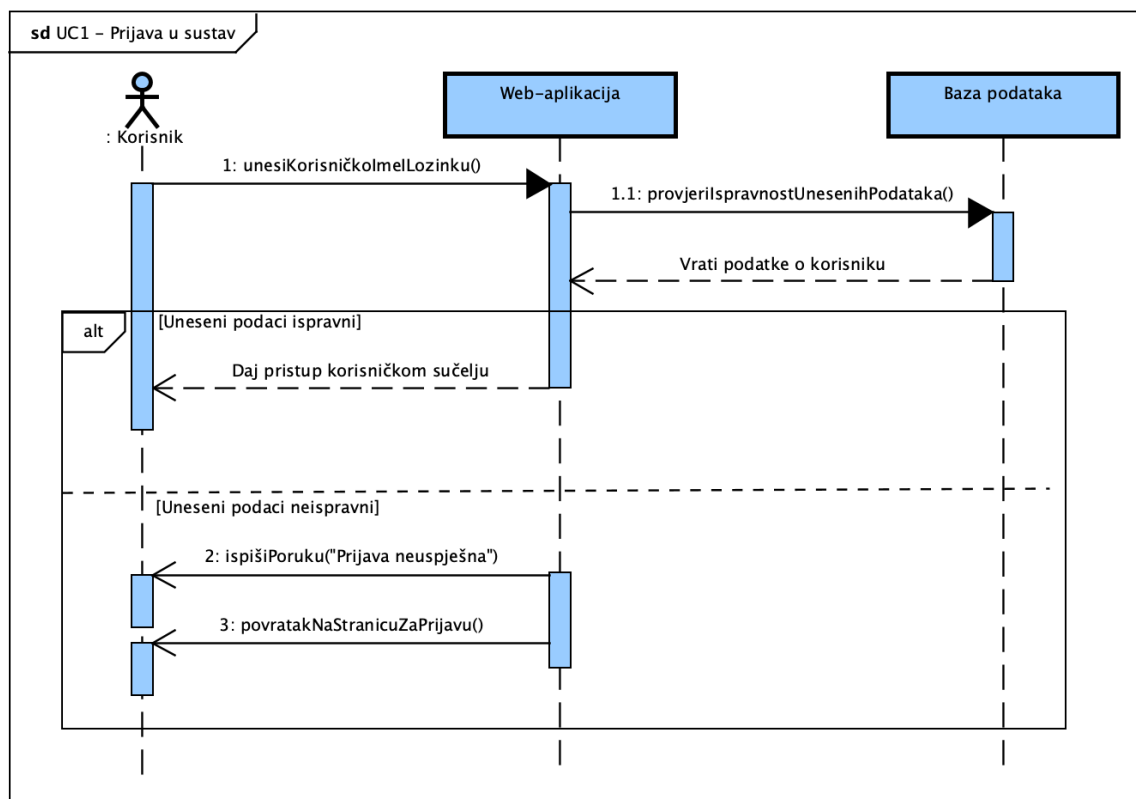 sd UC1 – Prijava u sustav
: Korisnik
Web-aplikacija
Baza podataka
1: unesiKorisničkoImeILozinku()
1.1: provjeriIspravnostUnesenihPodataka()
Vrati podatke o korisniku
alt
[Uneseni podaci ispravni]
Daj pristup korisničkom sučelju
[Uneseni podaci neispravni]
2: ispišiPoruku("Prijava neuspješna")
3: povratakNaStranicuZaPrijavu()